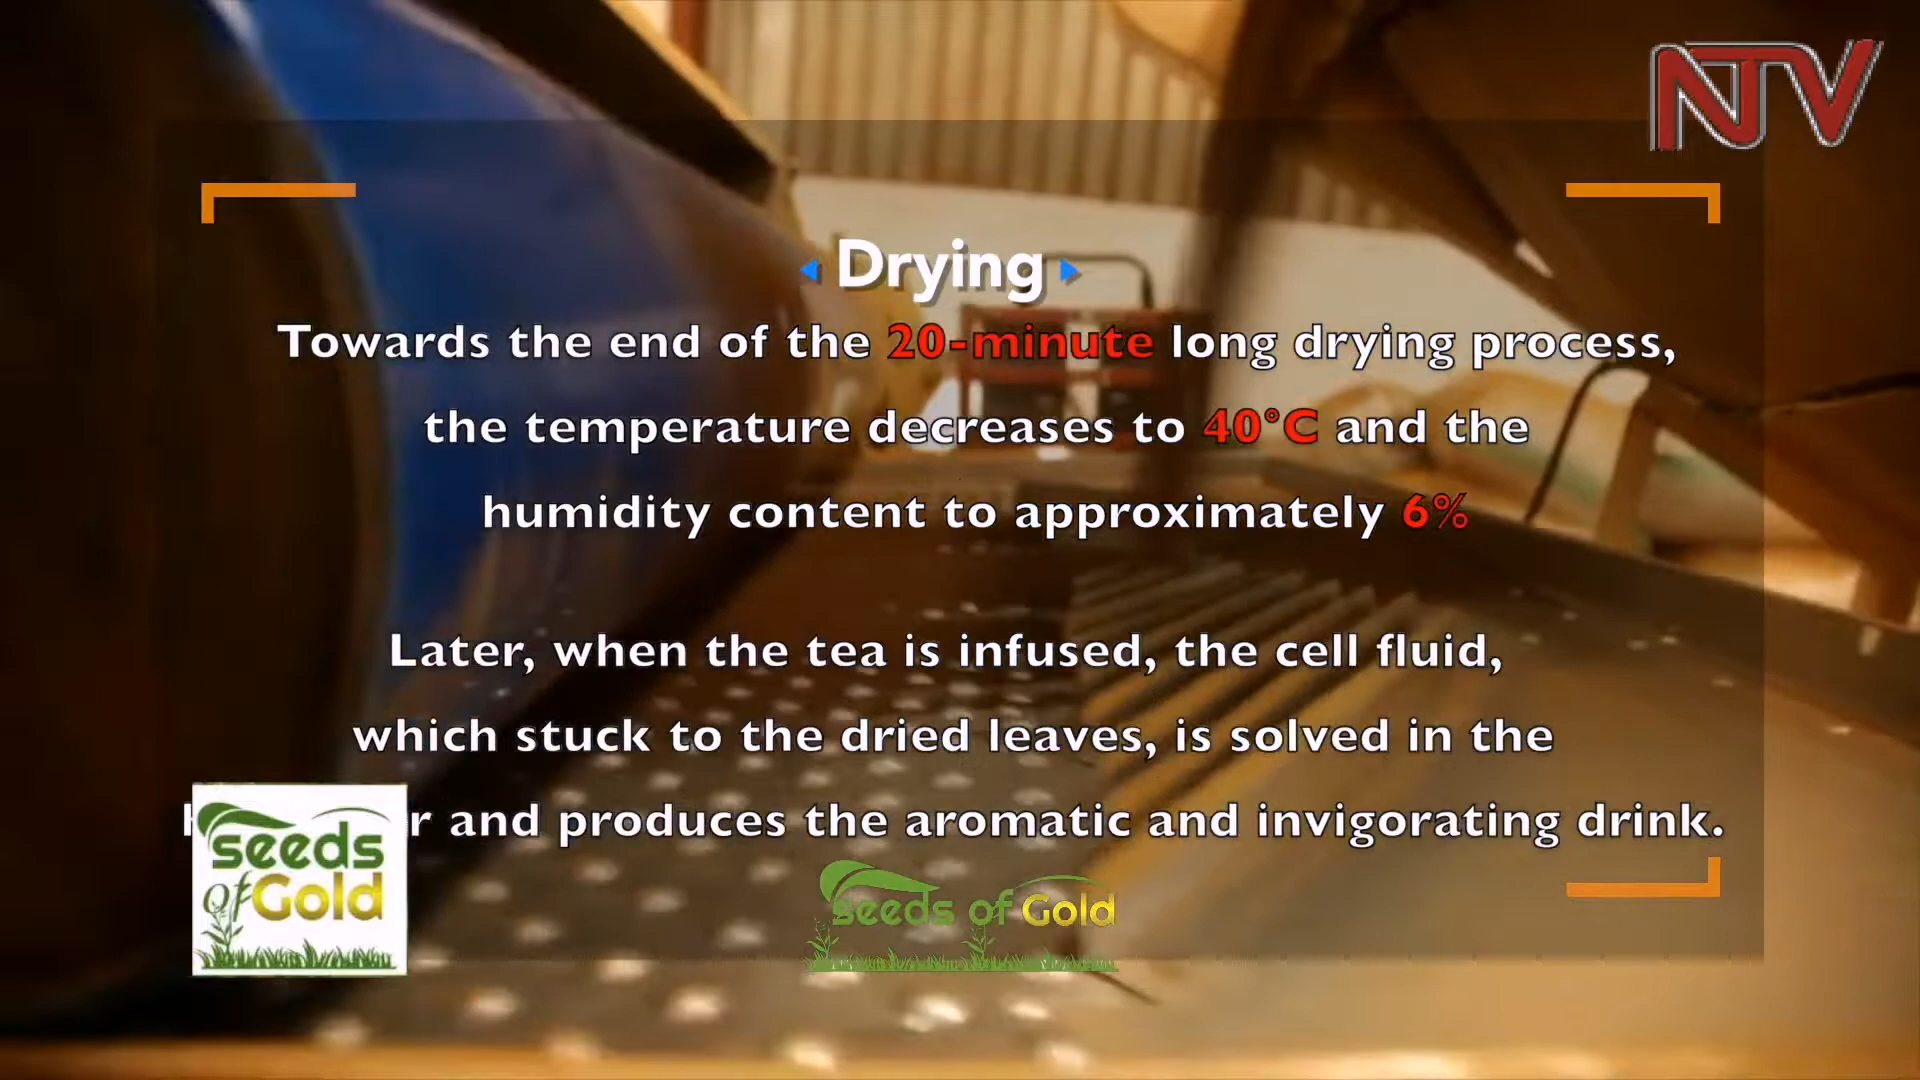 NTV
Drying
Towards the end of the 20-minute long drying process,
the temperature decreases to 40°C and the
humidity content to approximately 6%
Later, when the tea is infused, the cell fluid,
which stuck to the dried leaves, is solved in the
and produces the aromatic and invigorating drink.
seeds
of Gold
seeds of Gold